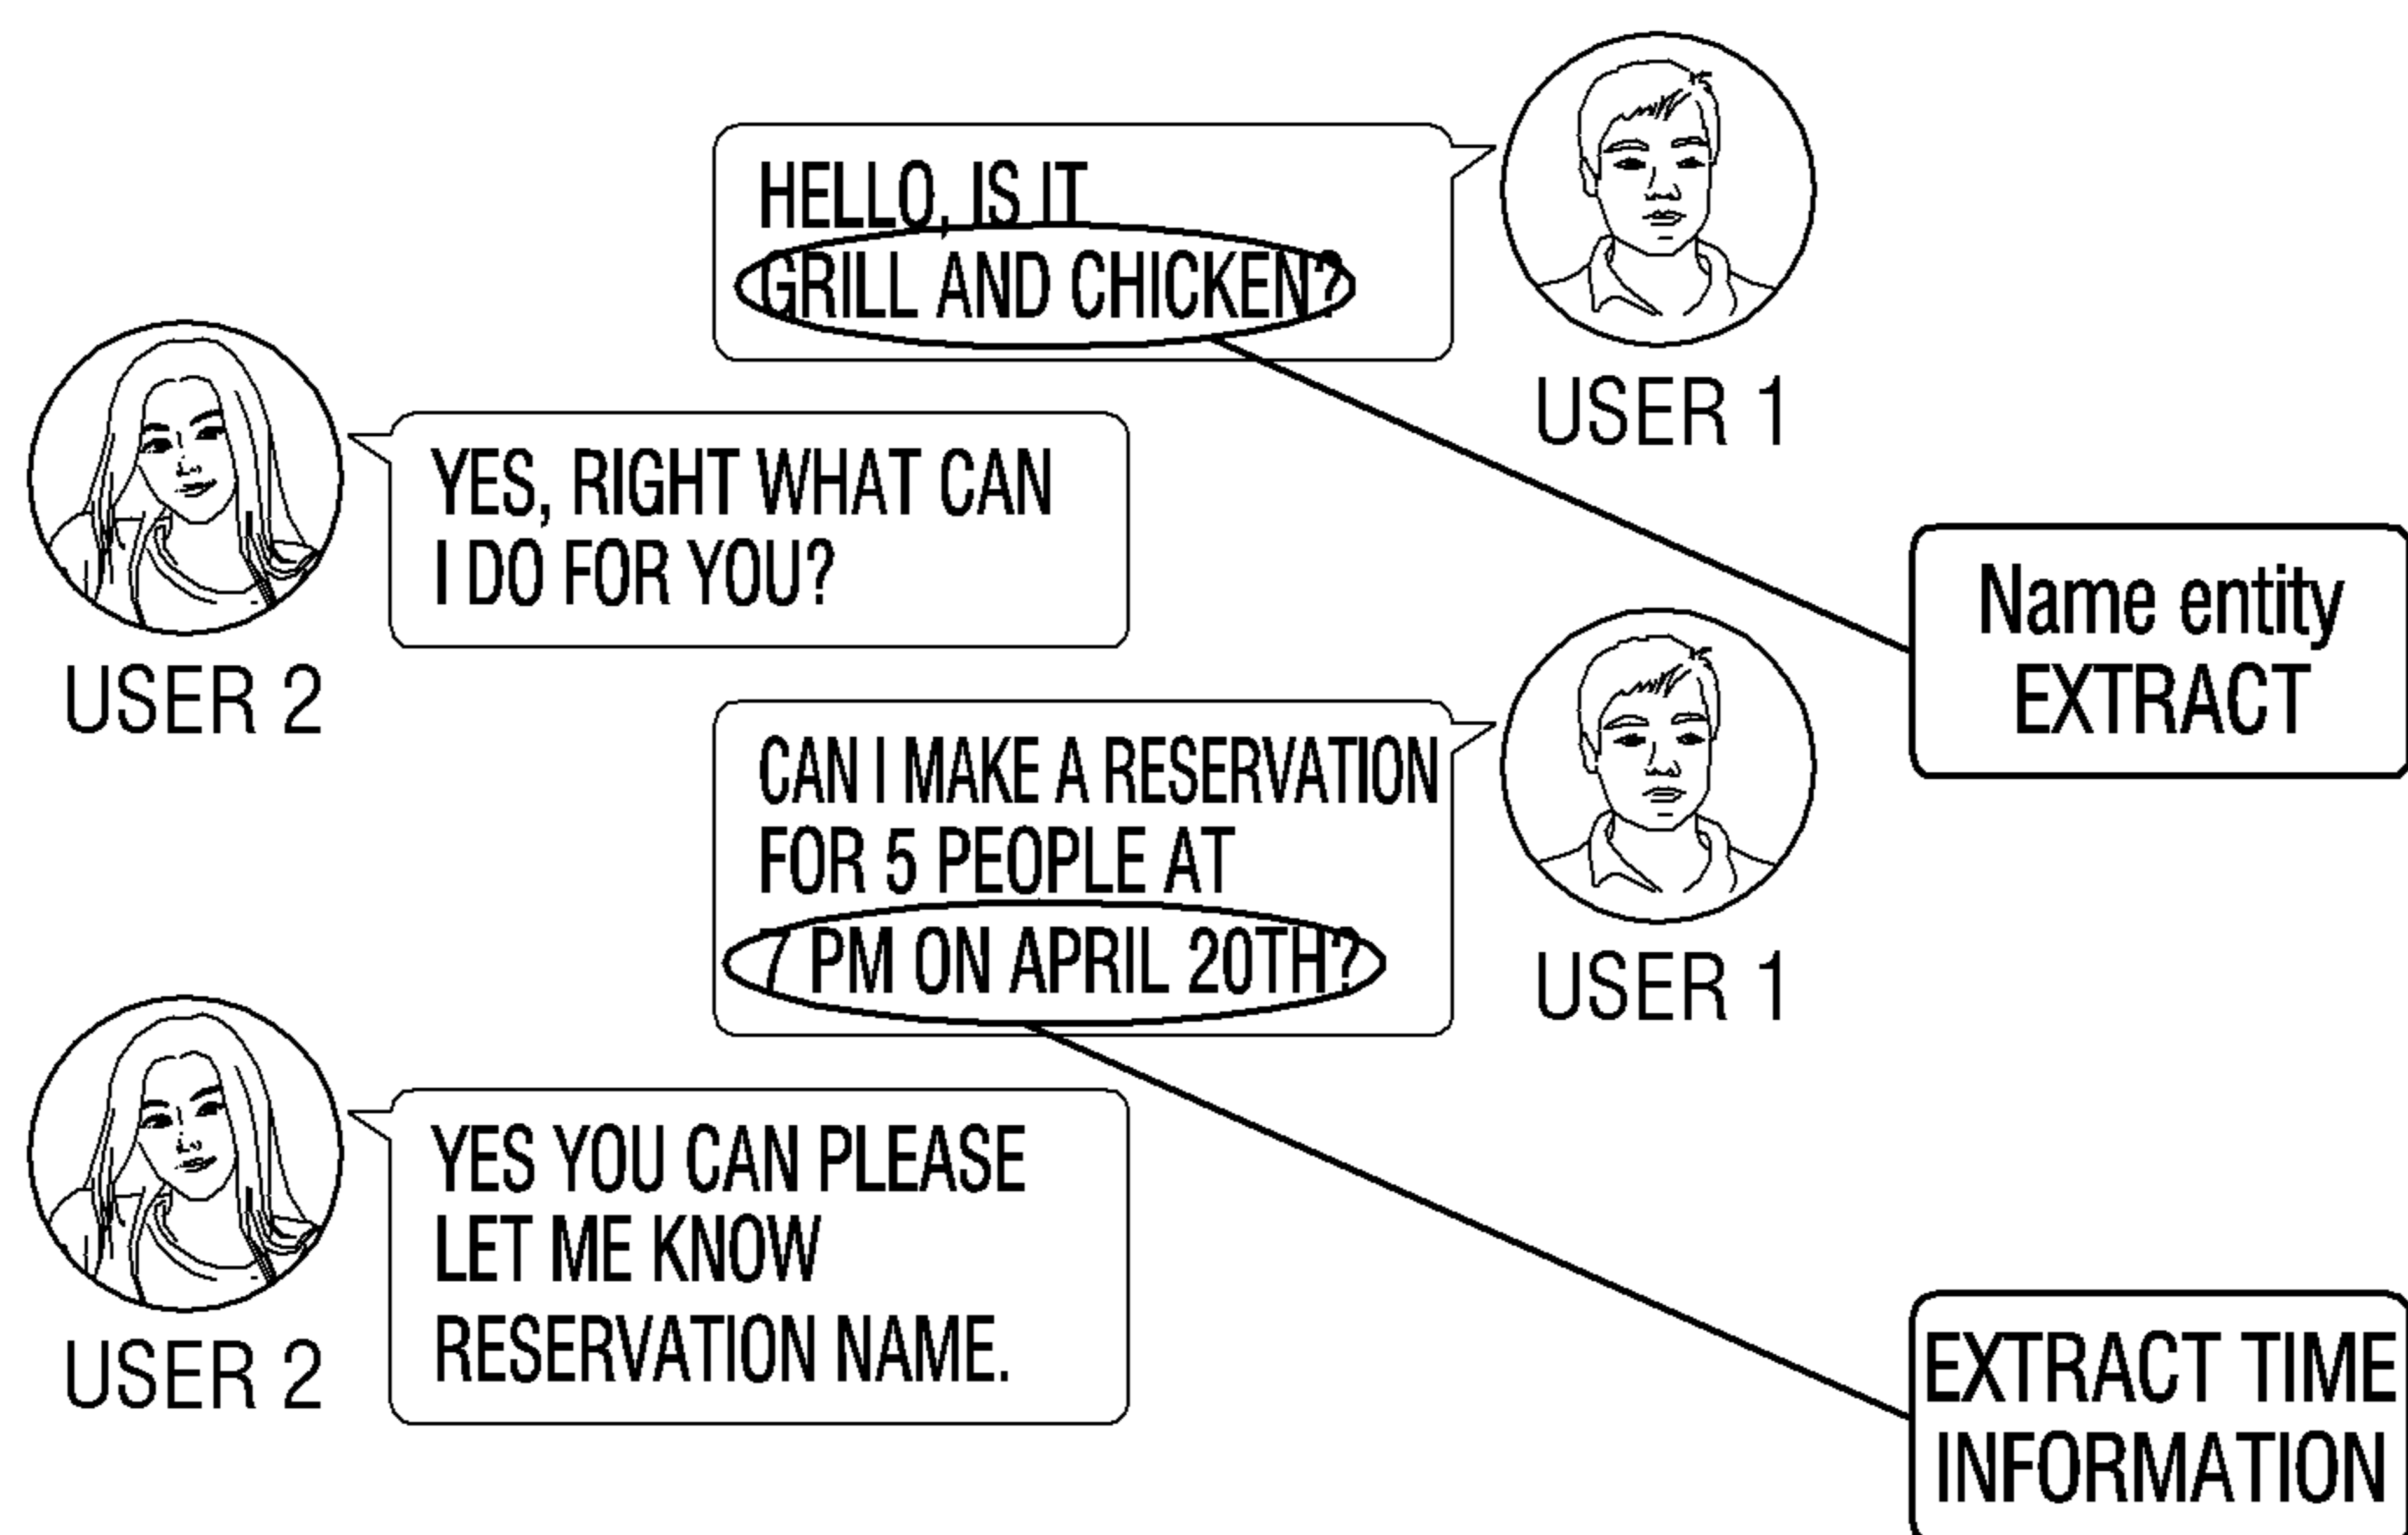 HELLO, IS IT
GRILL AND CHICKEN?
USER 1
YES, RIGHT WHAT CAN
I DO FOR YOU?
USER 2
Name entity
EXTRACT
CAN I MAKE A RESERVATION
FOR 5 PEOPLE AT
7 PM ON APRIL 20TH?
USER 1
YES YOU CAN PLEASE
LET ME KNOW
RESERVATION NAME.
USER 2
EXTRACT TIME
INFORMATION